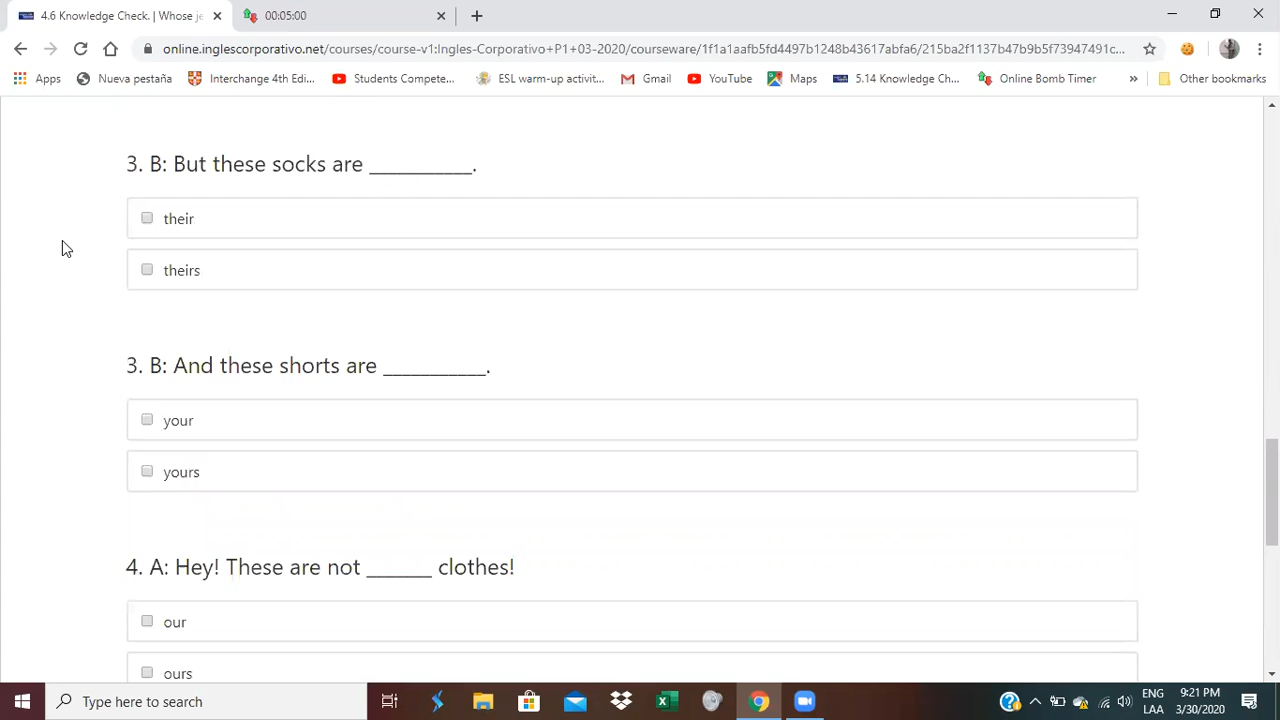 4.6 Knowledge Check. | Whose je
00:05:00
online.inglescorporativo.net/courses/course-v1:Ingles-Corporativo+P1+03-2020/courseware/1f1a1aafb5fd4497b1248b43617abfa6/215ba2f1137b47b9b5f73947491c...
Apps
Nueva pestaña
Interchange 4th Edi...
Students Compete...
ESL warm-up activit...
Gmail
YouTube
Maps
5.14 Knowledge Ch...
Online Bomb Timer
»
Other bookmarks
3. B: But these socks are __________.
their
theirs
3. B: And these shorts are __________.
your
yours
4. A: Hey! These are not ______ clothes!
our
ours
Type here to search
ENG
LAA
9:21 PM
3/30/2020